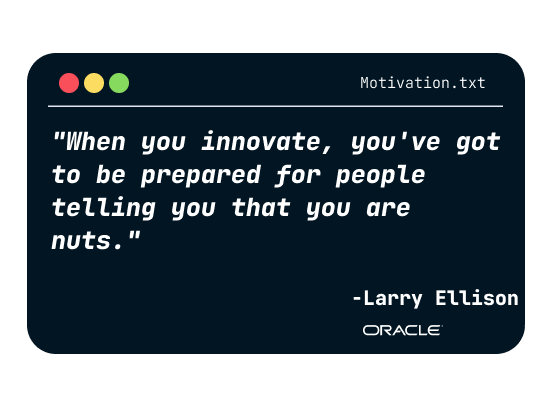 Motivation.txt
"When you innovate, you've got
to be prepared for people
telling you that you are
nuts."
-Larry Ellison
ORACLE